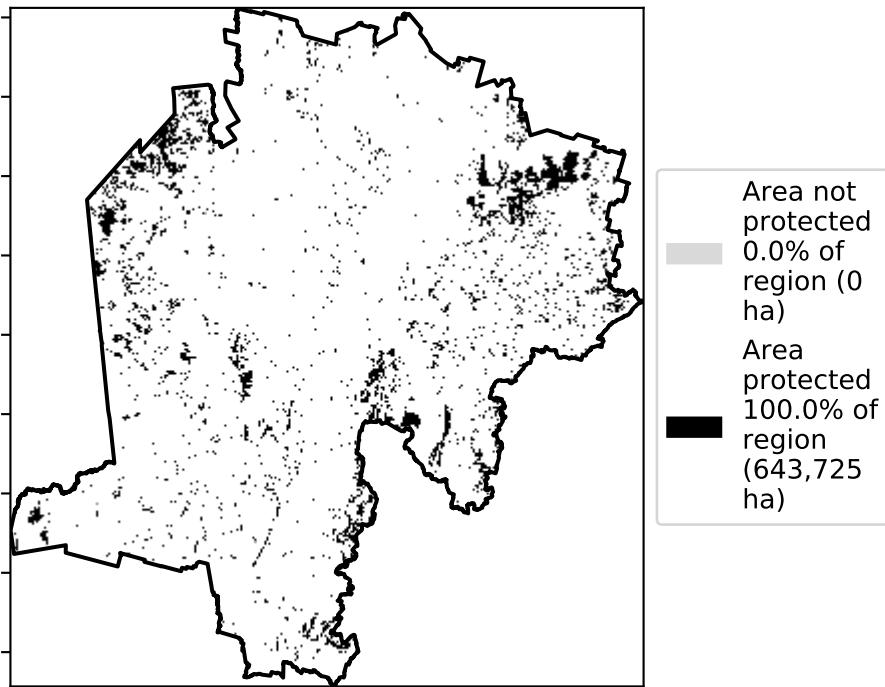 Area not
protected
0.0% of
region (0
ha)
Area
protected
100.0% of
region
(643,725
ha)